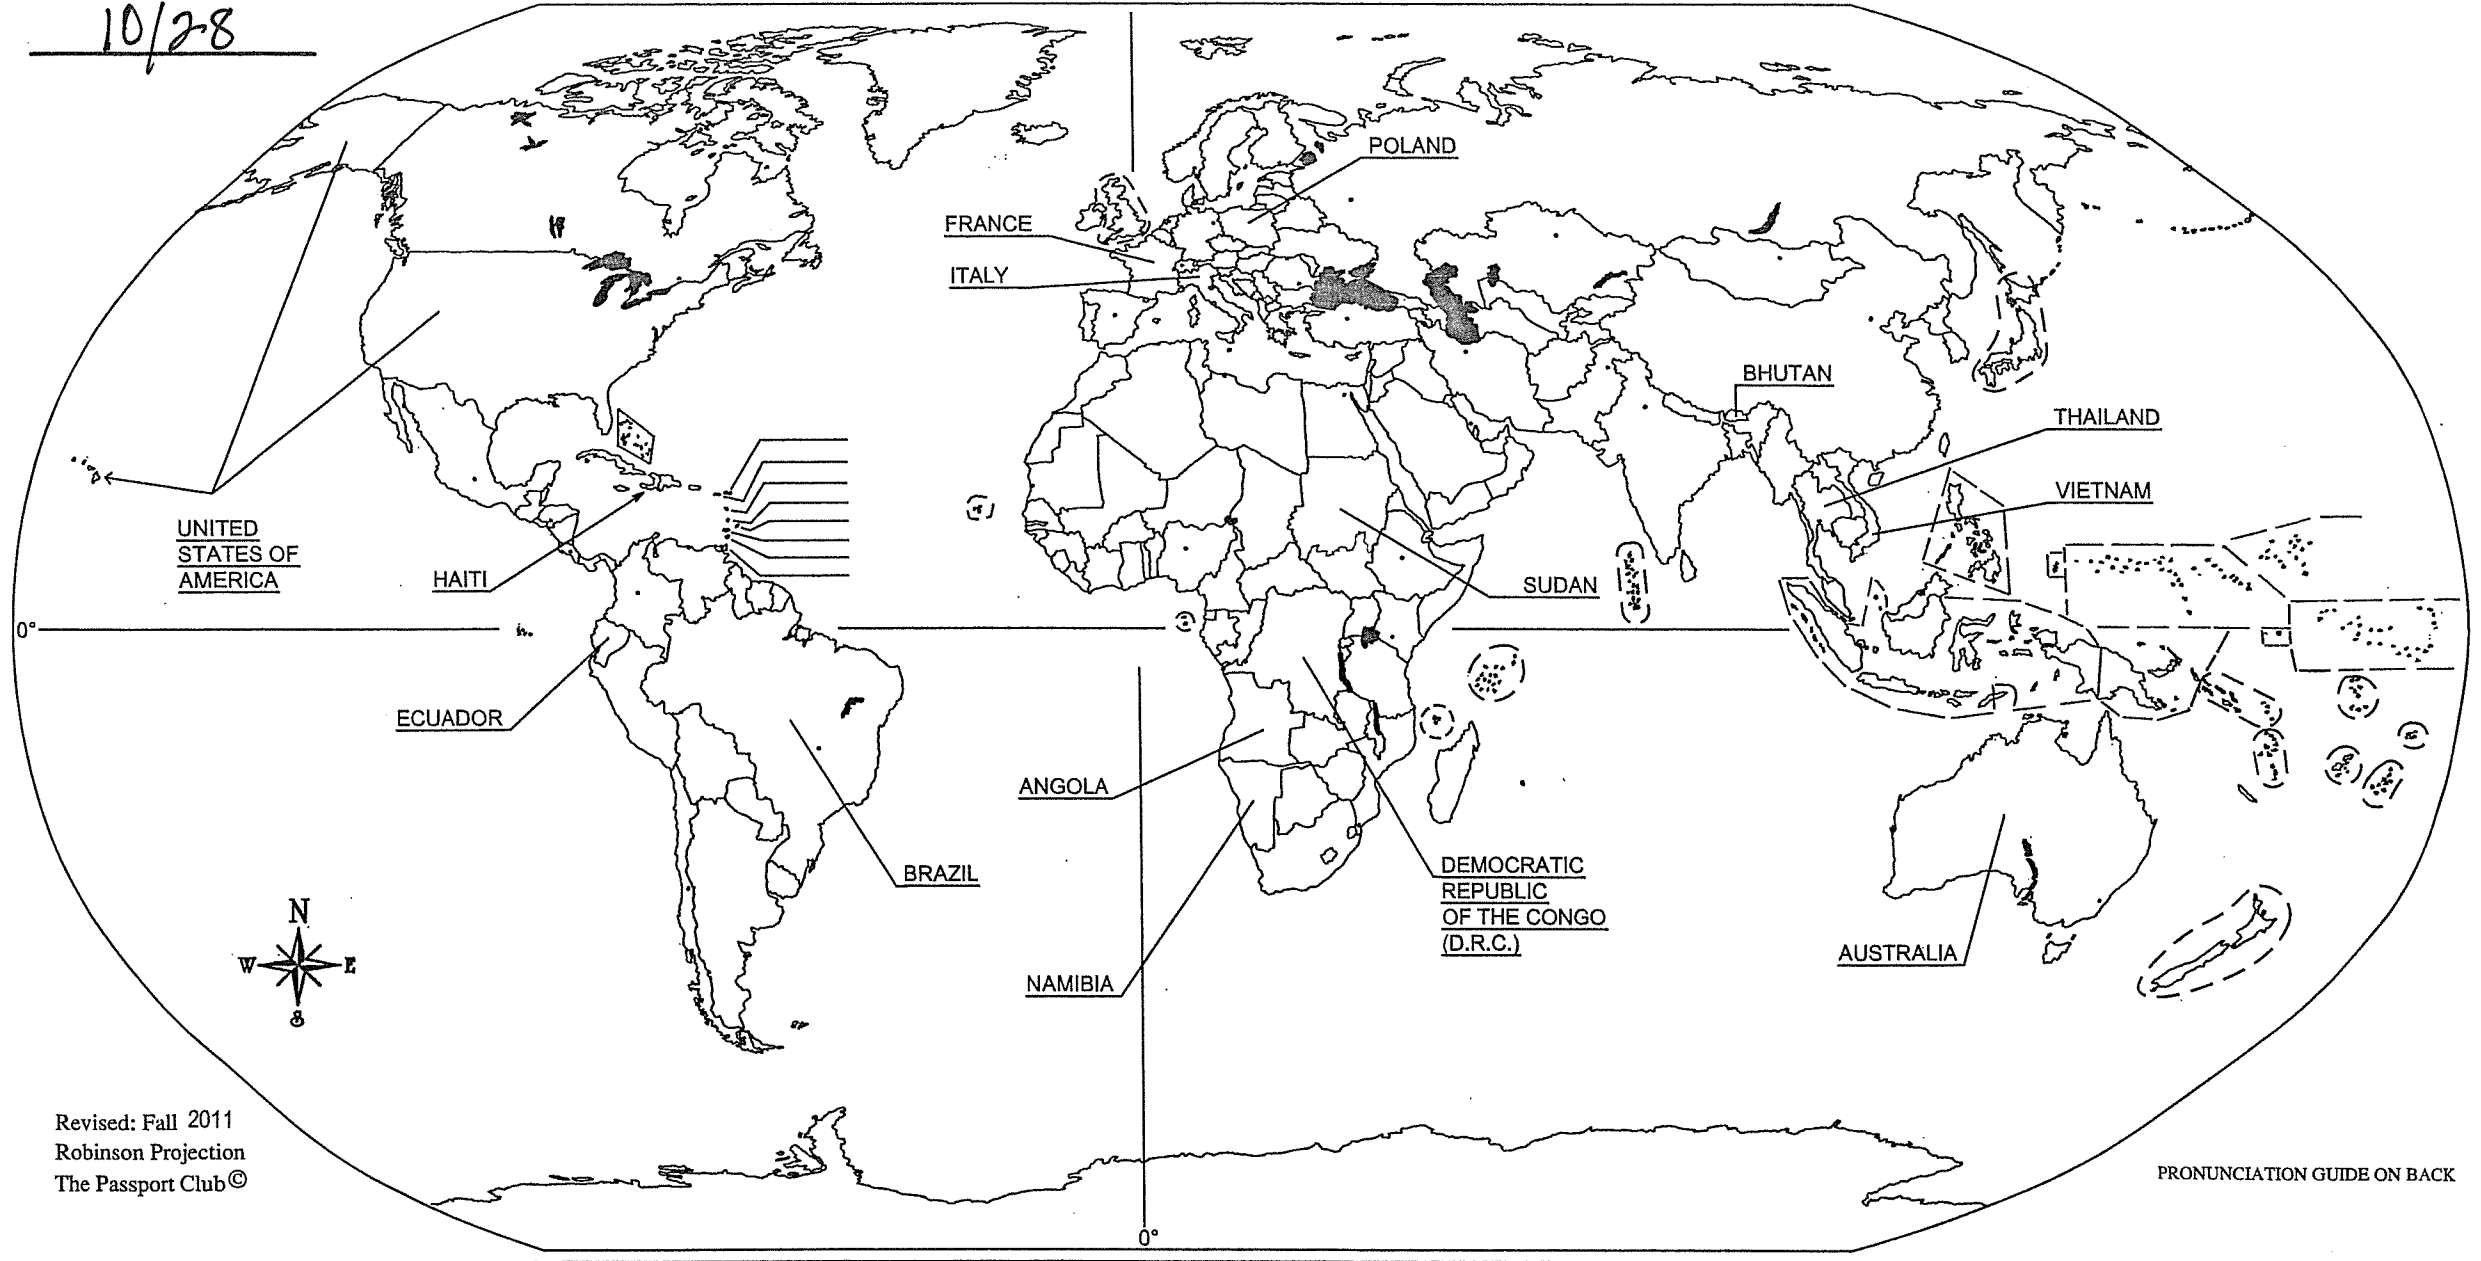 10/28
POLAND
FRANCE
ITALY
BHUTAN
THAILAND
VIETNAM
UNITED
STATES OF
AMERICA
HAITI
SUDAN
0°
ECUADOR
ANGOLA
BRAZIL
DEMOCRATIC
REPUBLIC
OF THE CONGO
(D.R.C.)
AUSTRALIA
NAMIBIA
N
W E
S
Revised: Fall 2011
Robinson Projection
The Passport Club©
PRONUNCIATION GUIDE ON BACK
0°